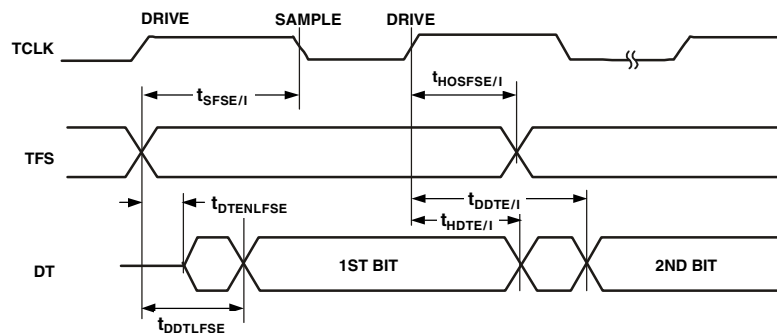 DRIVE SAMPLE DRIVE
TCLK
tHOSFSE/I
tSFSE/I
TFS
tDDTE/I
tDTENLFSE
tHDTE/I
DT
1ST BIT
2ND BIT
tDDTLFSE